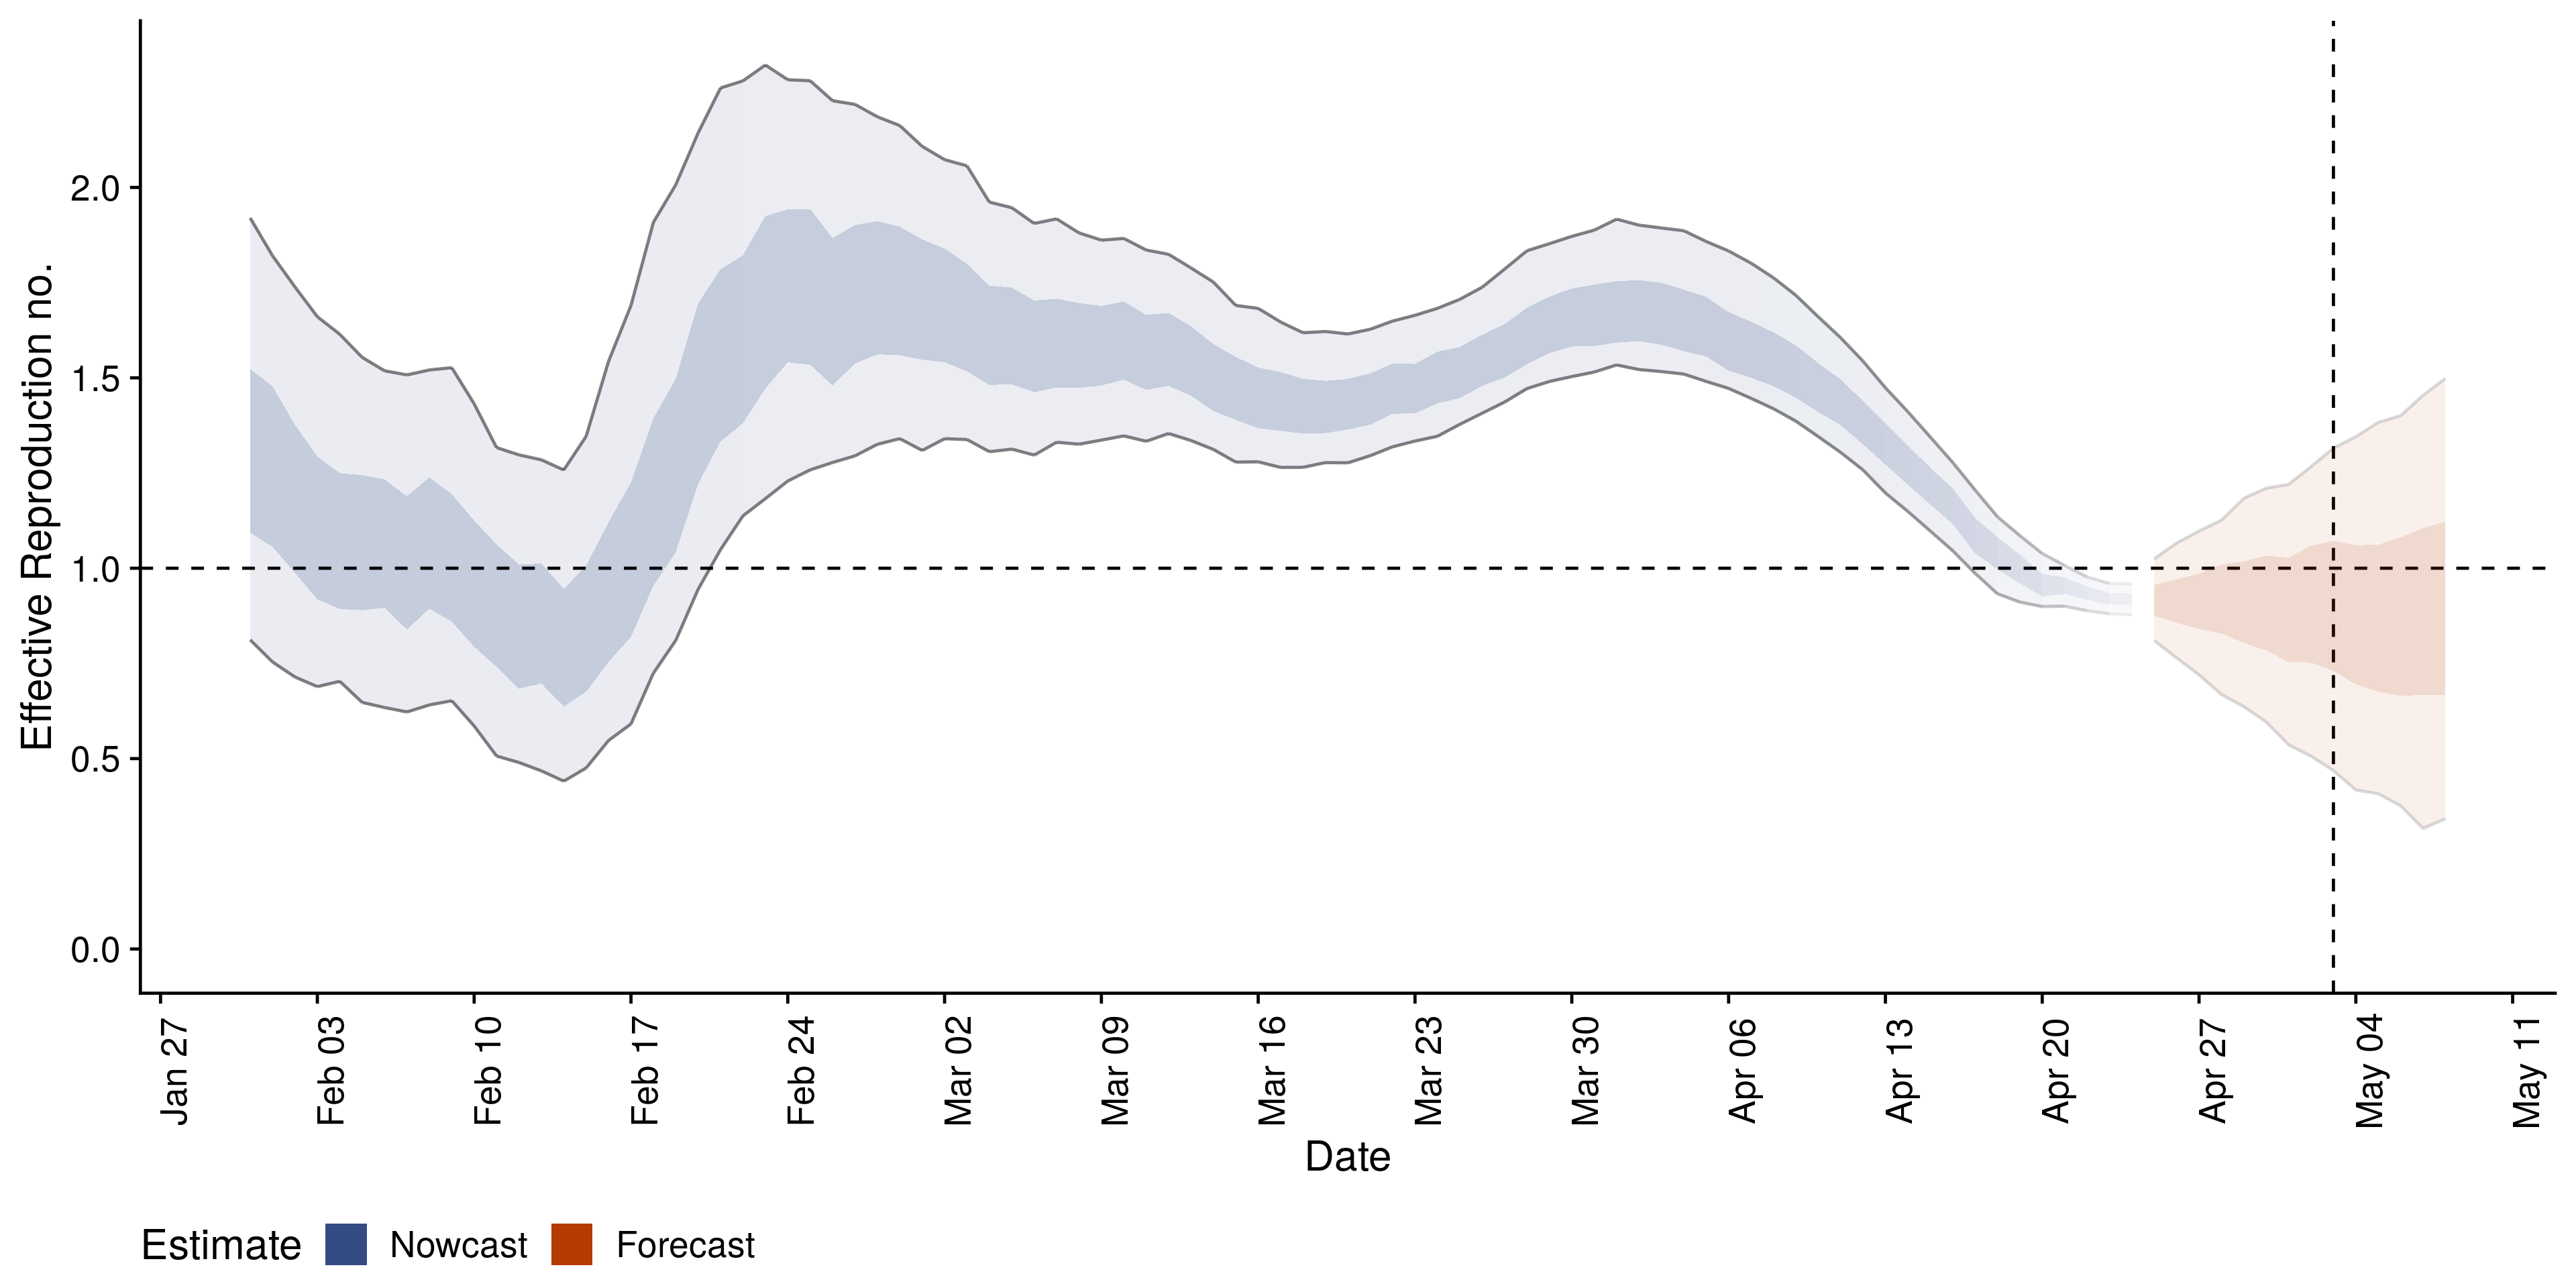 Effective Reproduction no.
2.0
1.5
1.0
0.5
0.0
Jan 27
Feb 03
Feb 10
Feb 17
Feb 24
Mar 02
Mar 09
Mar 16
Mar 23
Mar 30
Apr 06
Apr 13
Apr 20
Apr 27
May 04
May 11
Date
Estimate Nowcast Forecast